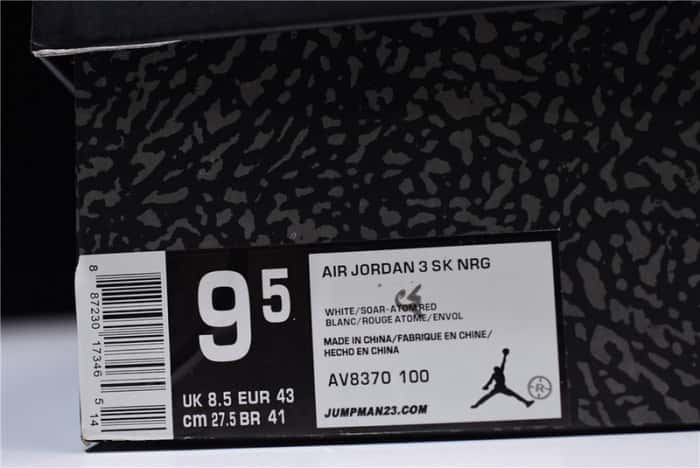 8 87230 17346 5 14
9 5
UK 8.5 EUR 43
cm 27.5 BR 41
AIR JORDAN 3 SK NRG
WHITE/SOAR-ATOM RED
BLANC/ROUGE ATOME/ENVOL
MADE IN CHINA/FABRIQUE EN CHINE/
HECHO EN CHINA
AV8370 100
JUMPMAN23.COM
R